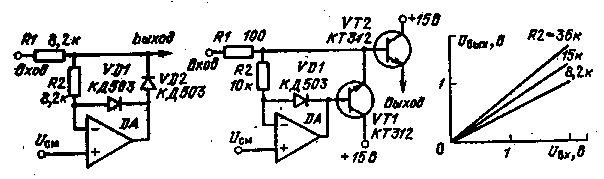 R1 8,2к
Вход
R2
8,2к
Выход
VD1
КД503
VD2
КД503
DA
Uсм
R1 100
Вход
R2
10к
VD1
КД503
DA
Uсм
VT2
КТ312
+15В
Выход
VT1
КТ312
+15В
Uвых, В
R2=36к
15к
8,2к
1
0
1
Uвх, В